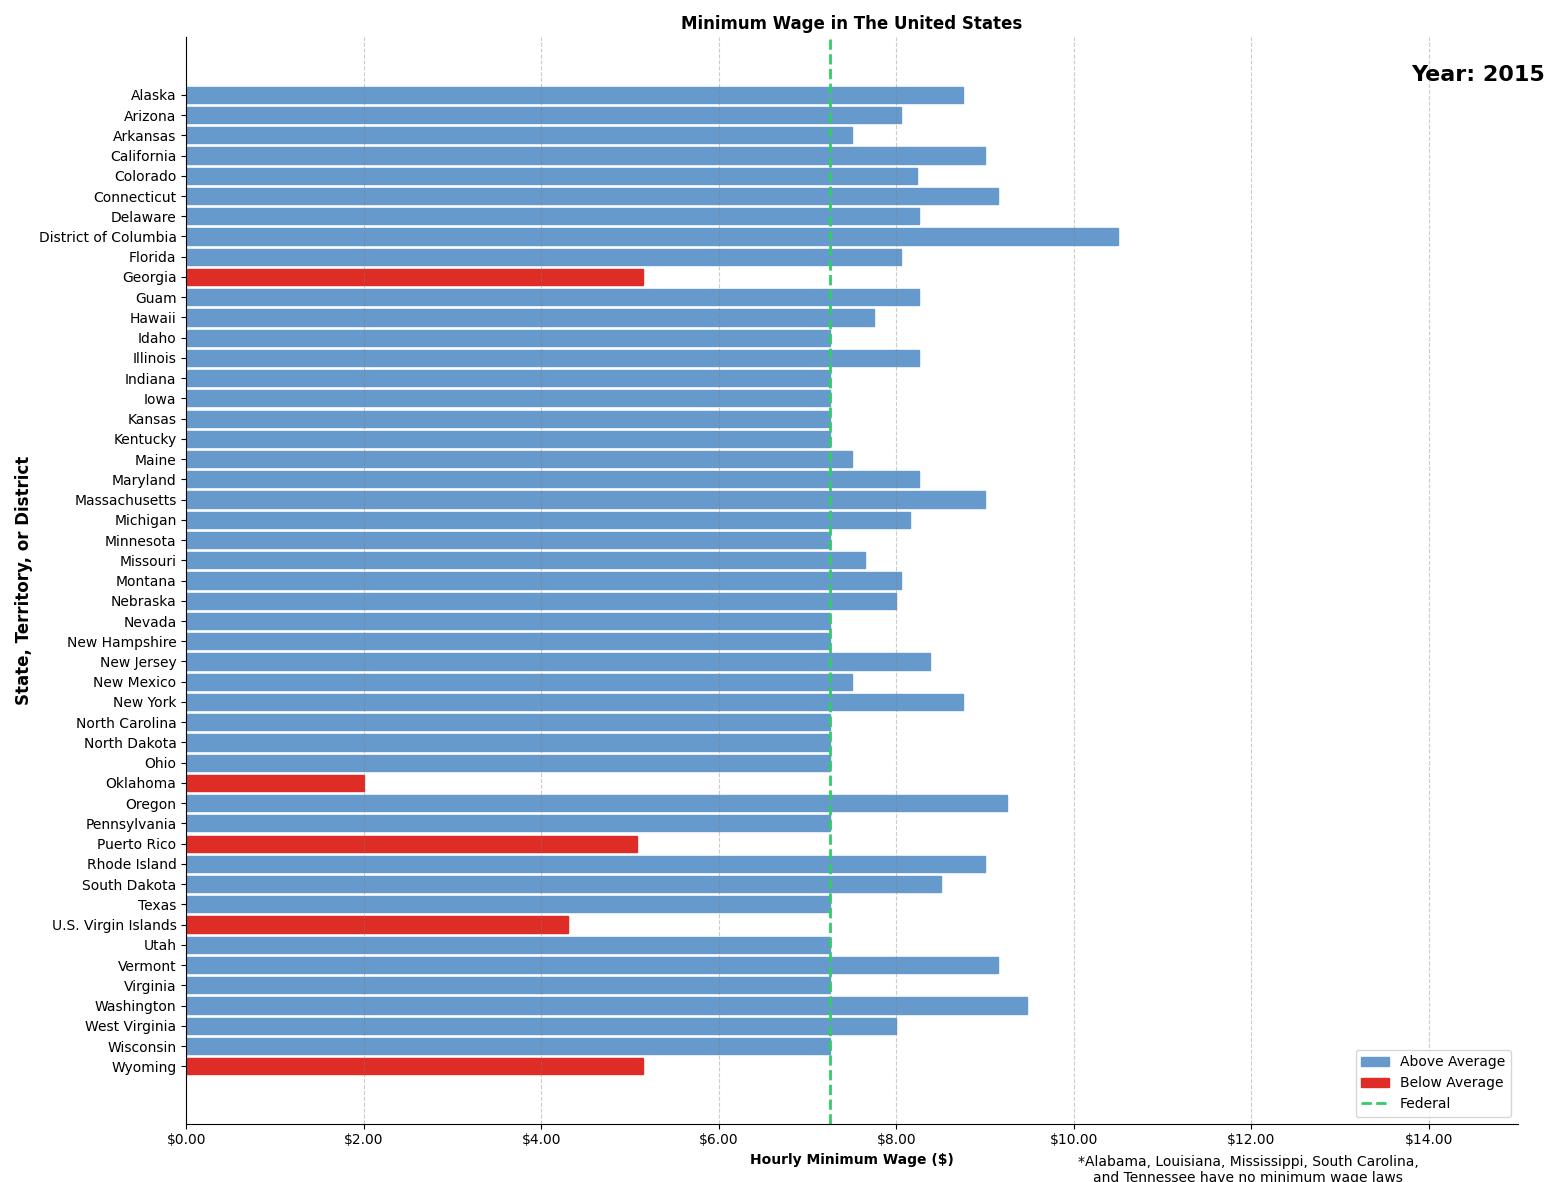 Minimum Wage in The United States
Year: 2015
State, Territory, or District
Alaska
Arizona
Arkansas
California
Colorado
Connecticut
Delaware
District of Columbia
Florida
Georgia
Guam
Hawaii
Idaho
Illinois
Indiana
Iowa
Kansas
Kentucky
Maine
Maryland
Massachusetts
Michigan
Minnesota
Missouri
Montana
Nebraska
Nevada
New Hampshire
New Jersey
New Mexico
New York
North Carolina
North Dakota
Ohio
Oklahoma
Oregon
Pennsylvania
Puerto Rico
Rhode Island
South Dakota
Texas
U.S. Virgin Islands
Utah
Vermont
Virginia
Washington
West Virginia
Wisconsin
Wyoming
Above Average
Below Average
Federal
$0.00 $2.00 $4.00 $6.00 $8.00 $10.00 $12.00 $14.00
Hourly Minimum Wage ($)
*Alabama, Louisiana, Mississippi, South Carolina,
and Tennessee have no minimum wage laws